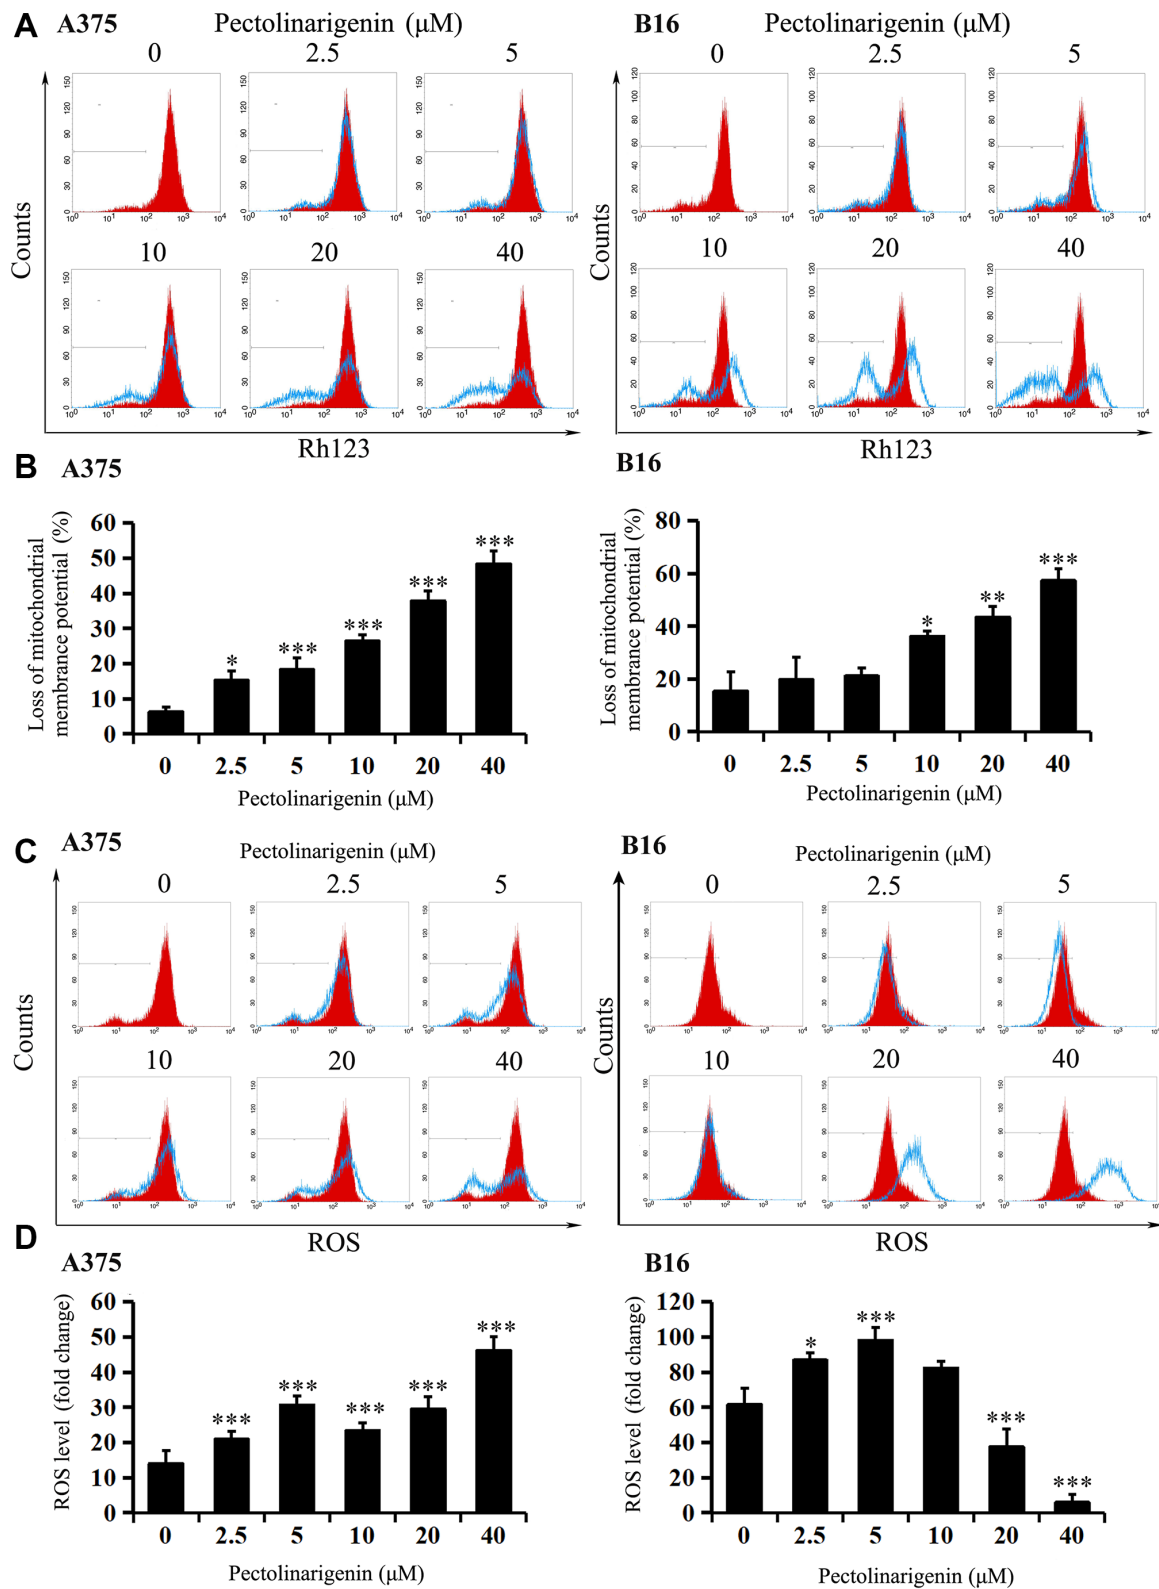 A A375 Pectolinarigenin (μM) B16 Pectolinarigenin (μM)
0 2.5 5 0 2.5 5
10 20 40 10 20 40
Counts Counts
Rh123 Rh123
B A375 B16
Loss of mitochondrial
membrance potential (%)
60
50
40
30
20
10
0
* *** *** *** ***
0 2.5 5 10 20 40
Pectolinarigenin (μM)
Loss of mitochondrial
membrance potential (%)
80
60
40
20
0
* ** ***
0 2.5 5 10 20 40
Pectolinarigenin (μM)
C A375 Pectolinarigenin (μM) B16 Pectolinarigenin (μM)
0 2.5 5 0 2.5 5
10 20 40 10 20 40
Counts Counts
ROS ROS
D A375 B16
ROS level (fold change)
60
50
40
30
20
10
0
*** *** *** *** ***
0 2.5 5 10 20 40
Pectolinarigenin (μM)
ROS level (fold change)
120
100
80
60
40
20
0
* *** *** ***
0 2.5 5 10 20 40
Pectolinarigenin (μM)